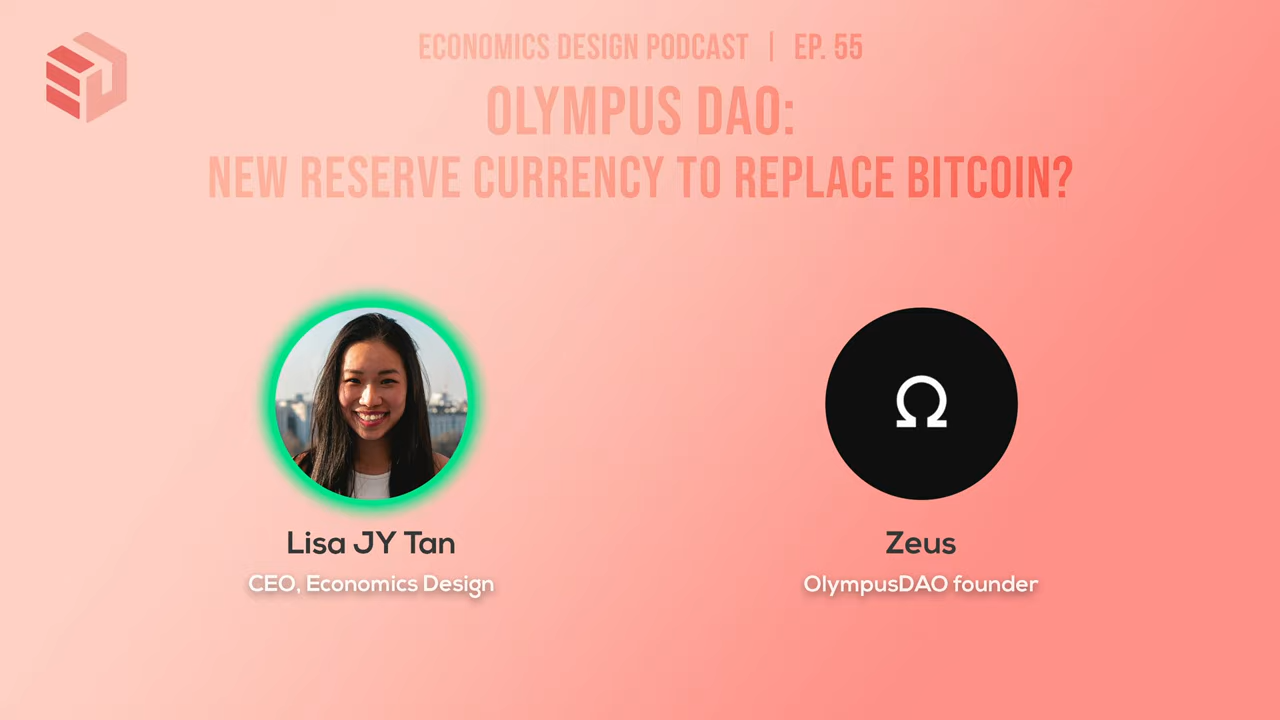 ECONOMICS DESIGN PODCAST | EP. 55
OLYMPUS DAO:
NEW RESERVE CURRENCY TO REPLACE BITCOIN?
Ω
Lisa JY Tan
Zeus
CEO, Economics Design
OlympusDAO founder